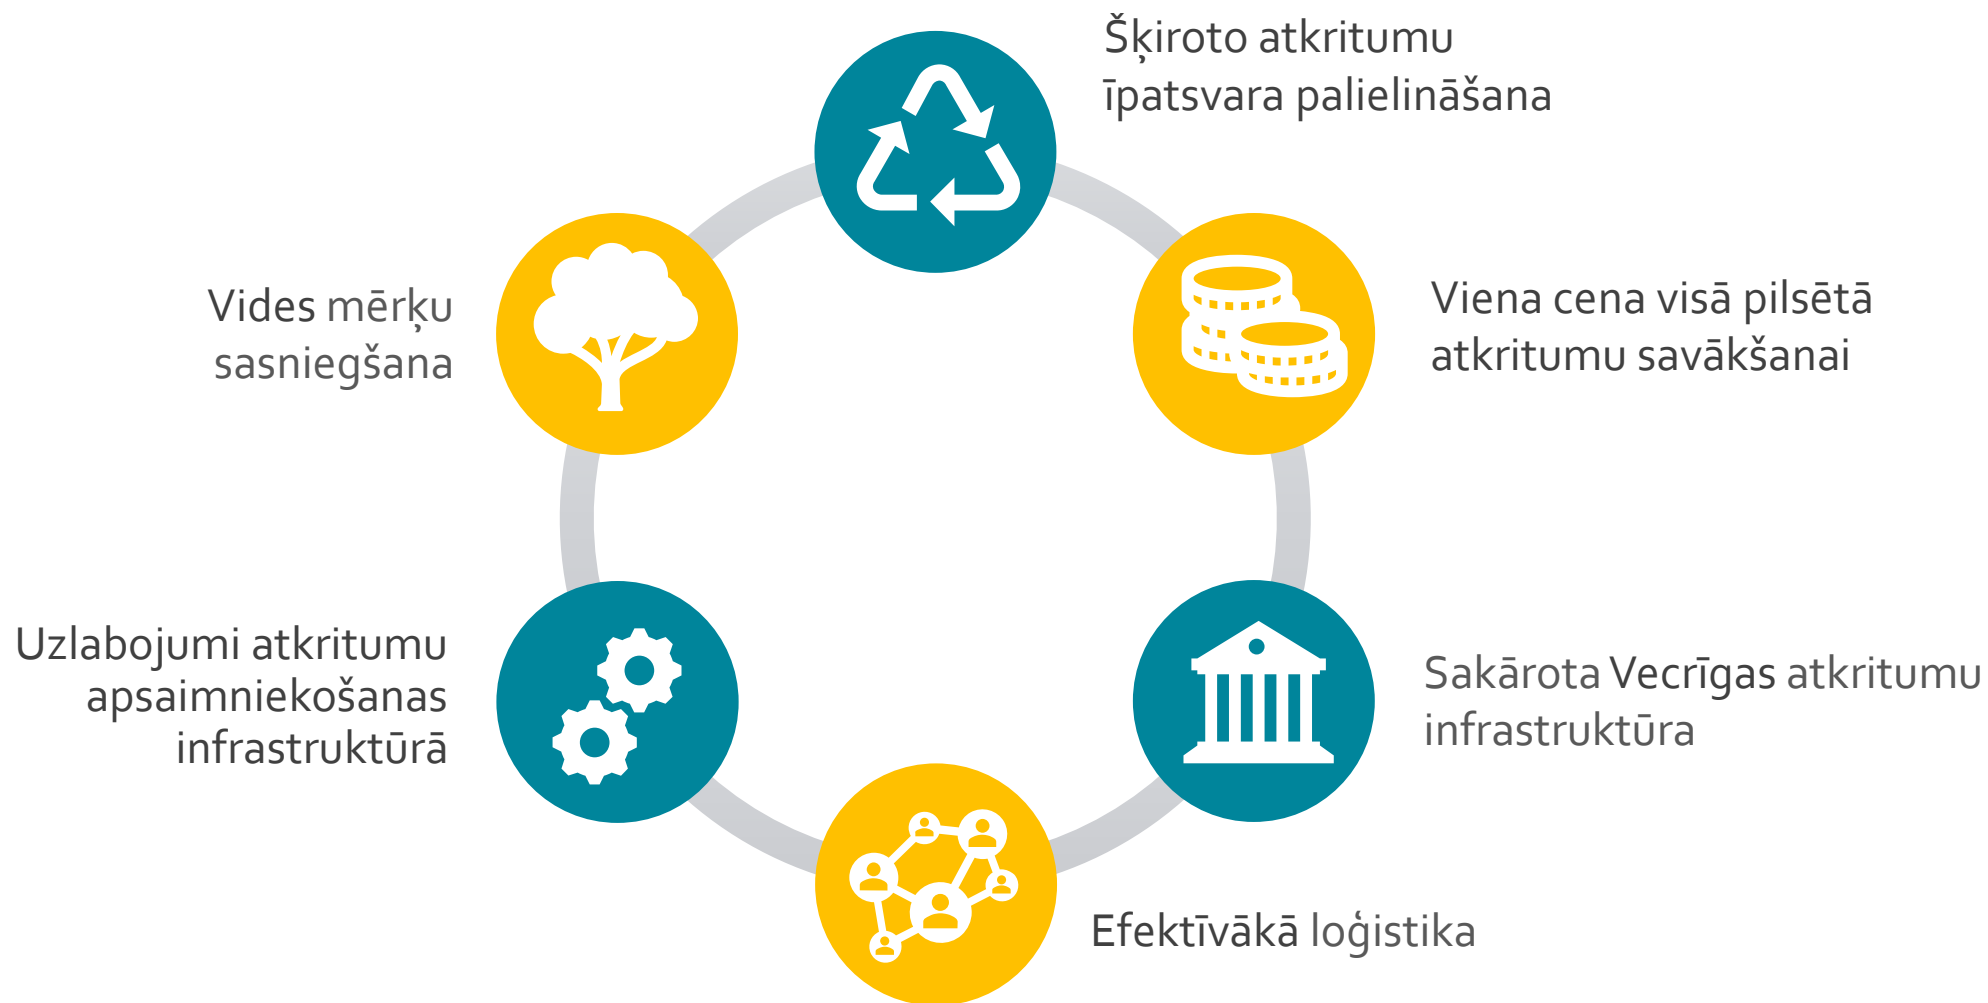 Šķiroto atkritumu
īpatsvara palielināšana
Viena cena visā pilsētā
atkritumu savākšanai
Sakārota Vecrīgas atkritumu
infrastruktūra
Efektīvākā loģistika
Uzlabojumi atkritumu
apsaimniekošanas
infrastruktūrā
Vides mērķu
sasniegšana